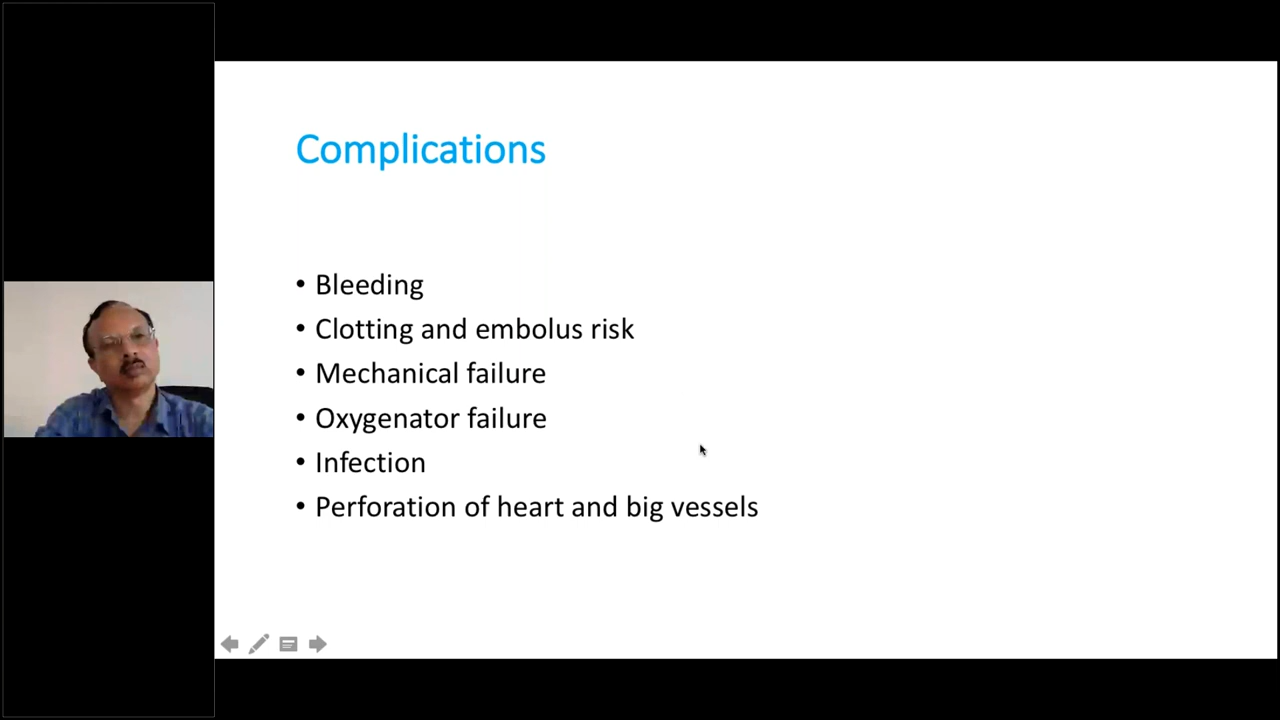 Complications
• Bleeding
• Clotting and embolus risk
• Mechanical failure
• Oxygenator failure
• Infection
• Perforation of heart and big vessels